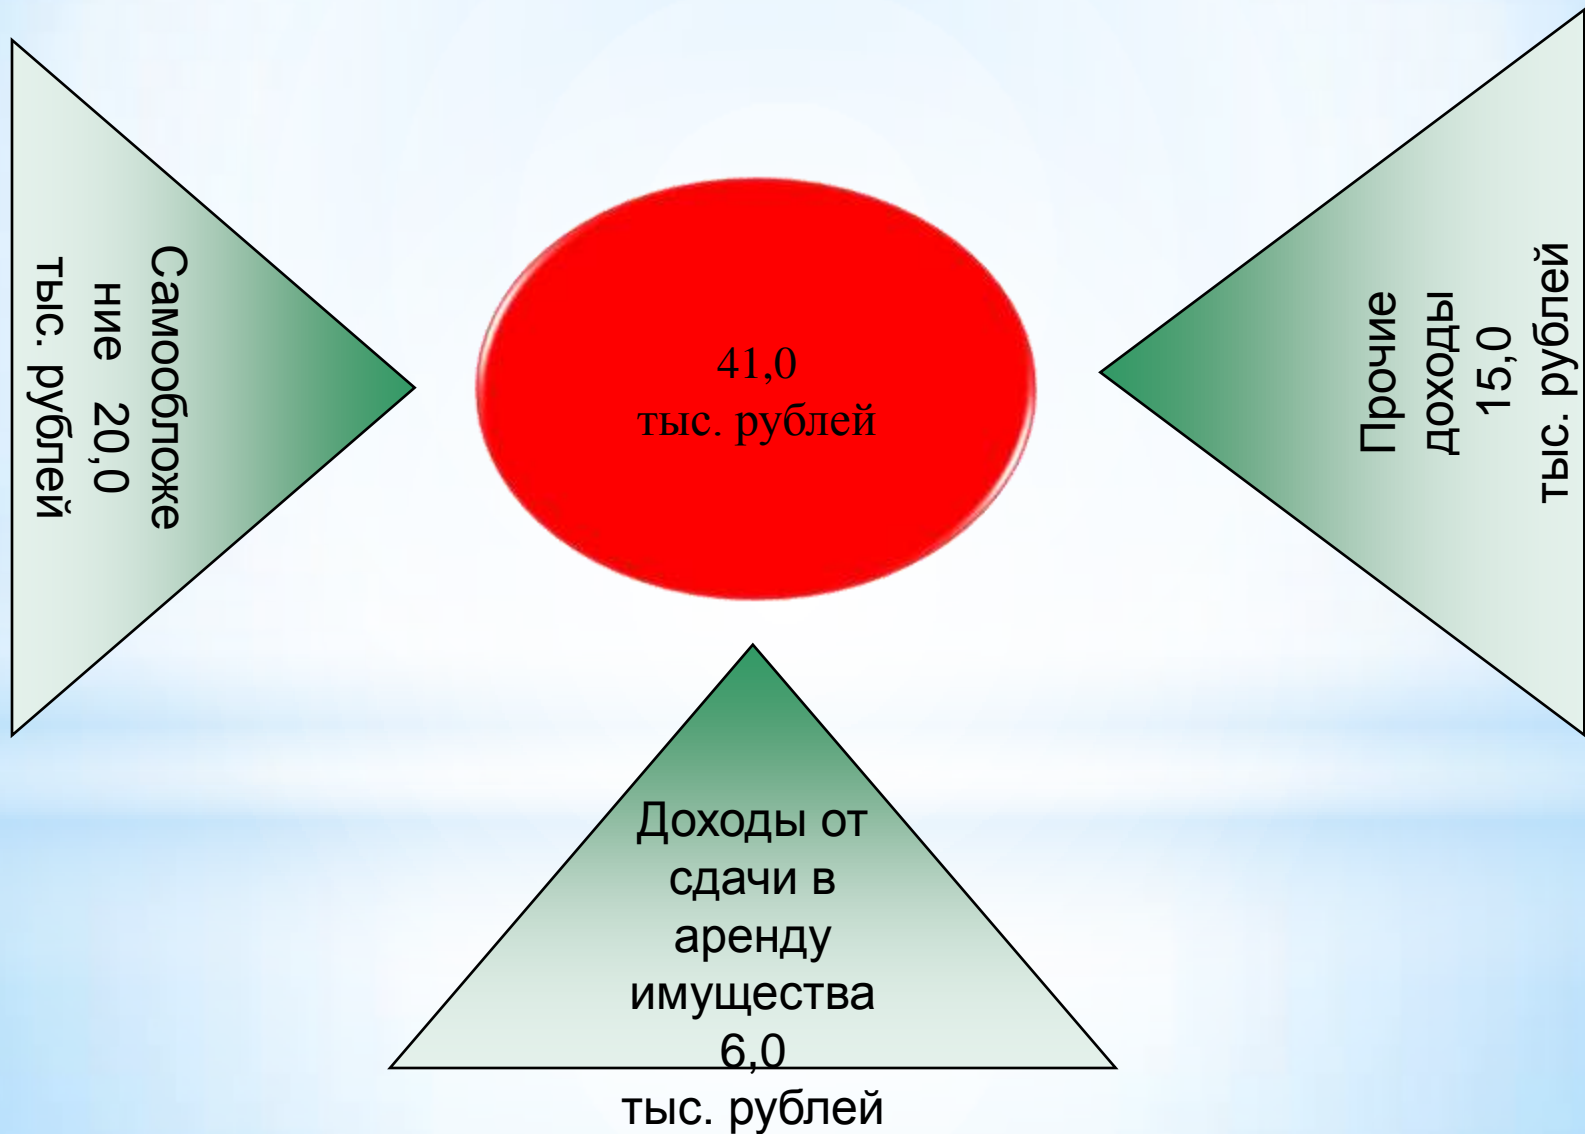 Самообложе
ние 20,0
тыс. рублей
41,0
тыс. рублей
Прочие
доходы
15,0
тыс. рублей
Доходы от
сдачи в
аренду
имущества
6,0
тыс. рублей